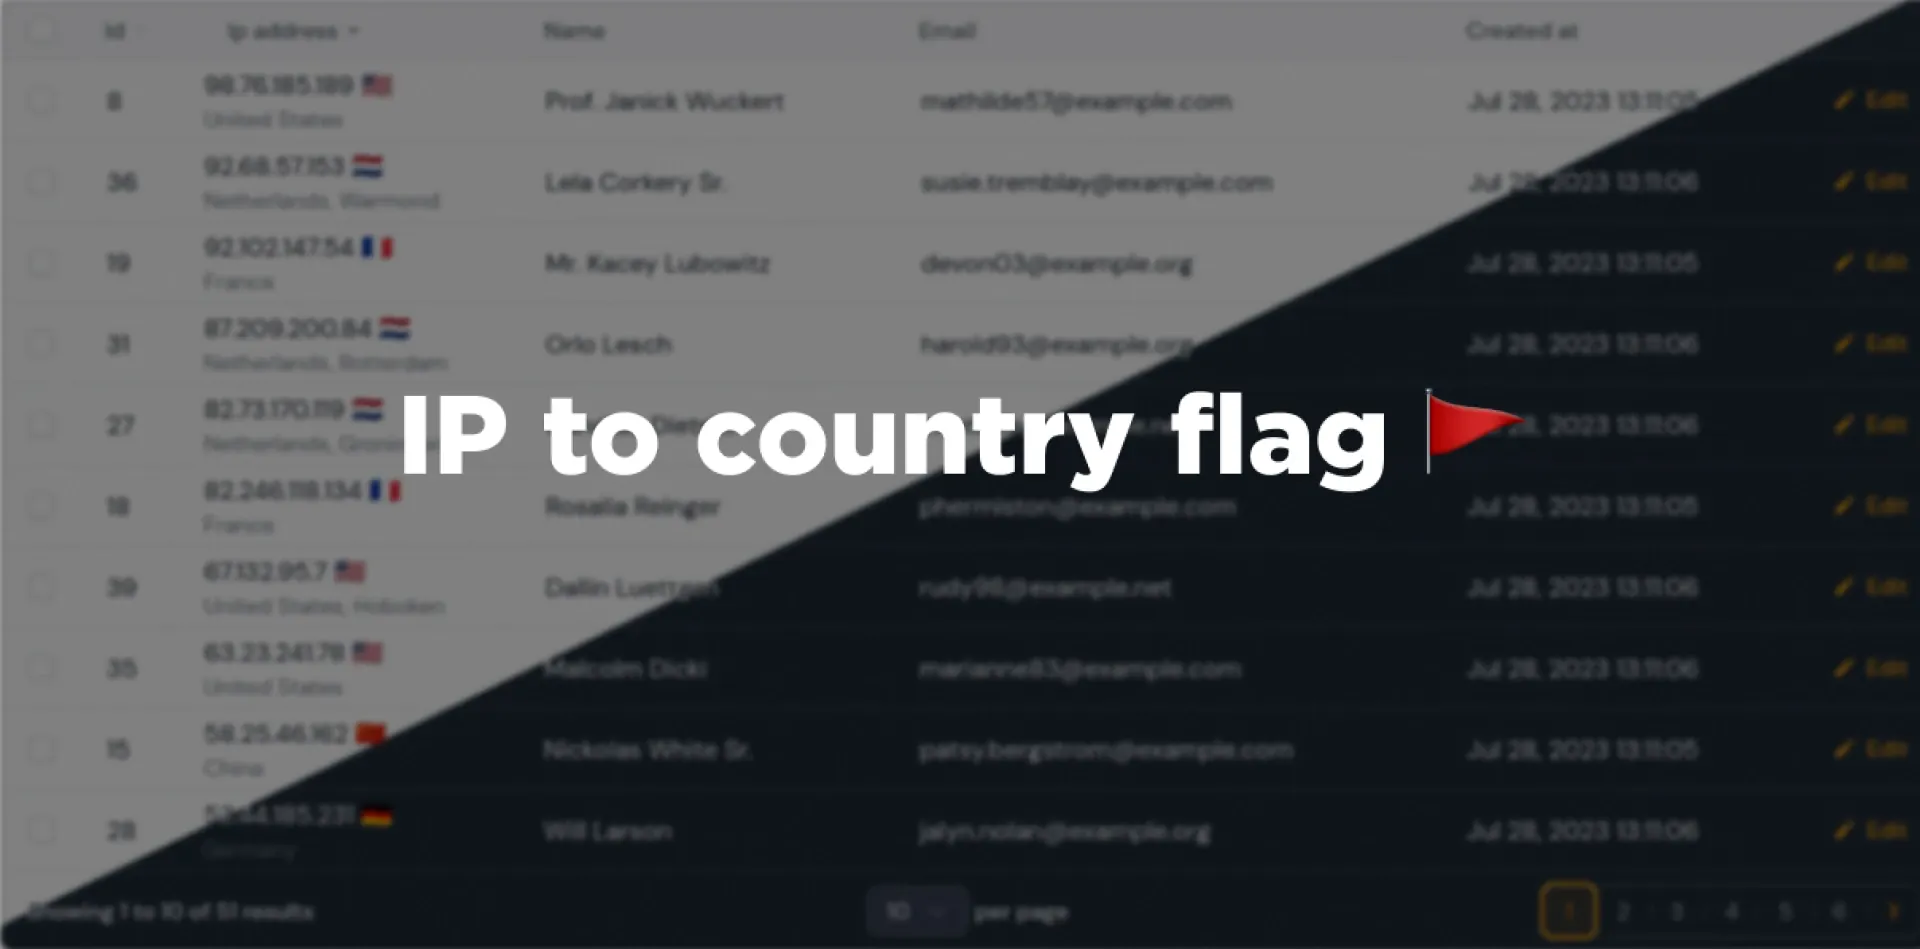 Id Ip address Name Email Created at
8 98.76.185.189 Prof. Janick Wuckert mathilde57@example.com Jul 28, 2023 13:11:05 Edit
United States
36 92.68.57.153 Lela Corkery Sr. susie.tremblay@example.com Jul 28, 2023 13:11:06 Edit
Netherlands, Warmond
19 92.102.147.54 Mr. Kacey Lubowitz devon03@example.org Jul 28, 2023 13:11:05 Edit
France
31 87.209.200.84 Orlo Lesch harold93@example.org Jul 28, 2023 13:11:06 Edit
Netherlands, Rotterdam
IP to country flag
27 82.73.170.119 28, 2023 13:11:06 Edit
Netherlands,
18 82.246.118.134 Rosalia Reinger phermiston@example.com Jul 28, 2023 13:11:05 Edit
France
39 67.132.95.7 Dallin rudy98@example.net Jul 28, 2023 13:11:06 Edit
United States, Hoboken
35 63.23.241.78 Malcolm Dicki marianne83@example.com Jul 28, 2023 13:11:06 Edit
United States
15 58.25.46.162 Nickolas White Sr. patsy.bergstrom@example.com Jul 28, 2023 13:11:05 Edit
China
28 Will Larson jalyn.nolan@example.org Jul 28, 2023 13:11:06 Edit
Germany
Showing 1 to 10 of 51 results 10 per page 1 2 3 4 5 6